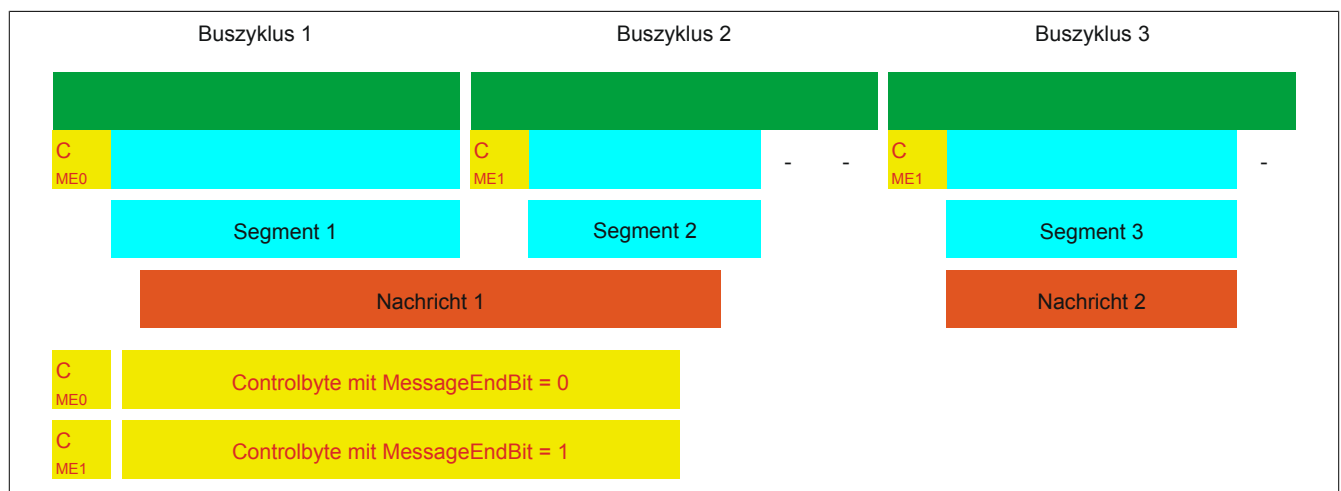 Buszyklus 1 Buszyklus 2 Buszyklus 3
C C C
ME0 ME1 - - ME1 -
Segment 1 Segment 2 Segment 3
Nachricht 1 Nachricht 2
C
ME0
Controlbyte mit MessageEndBit = 0
C
ME1
Controlbyte mit MessageEndBit = 1